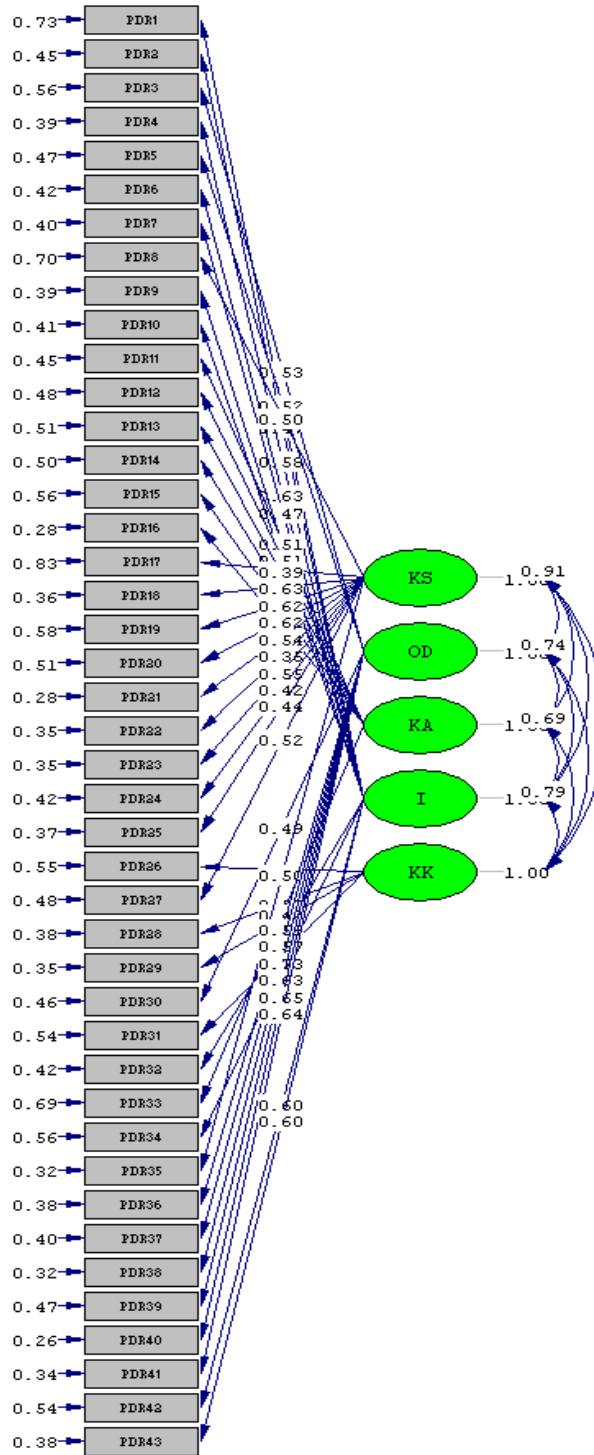 0.73 PDR1
0.45 PDR2
0.56 PDR3
0.39 PDR4
0.47 PDR5
0.42 PDR6
0.40 PDR7
0.70 PDR8
0.39 PDR9
0.41 PDR10
0.45 PDR11
0.48 PDR12
0.51 PDR13
0.50 PDR14
0.56 PDR15
0.28 PDR16
0.83 PDR17
0.36 PDR18
0.58 PDR19
0.51 PDR20
0.28 PDR21
0.35 PDR22
0.35 PDR23
0.42 PDR24
0.37 PDR25
0.55 PDR26
0.48 PDR27
0.38 PDR28
0.35 PDR29
0.46 PDR30
0.54 PDR31
0.42 PDR32
0.69 PDR33
0.56 PDR34
0.32 PDR35
0.38 PDR36
0.40 PDR37
0.32 PDR38
0.47 PDR39
0.26 PDR40
0.34 PDR41
0.54 PDR42
0.38 PDR43
0.53
0.50
0.58
0.63
0.47
0.51
0.39
0.63
0.62
0.62
0.54
0.35
0.55
0.42
0.44
0.52
0.49
0.50
0.57
0.73
0.63
0.65
0.64
0.60
0.60
KS 0.91
OD 0.74
KA 0.69
I 0.79
KK 1.00